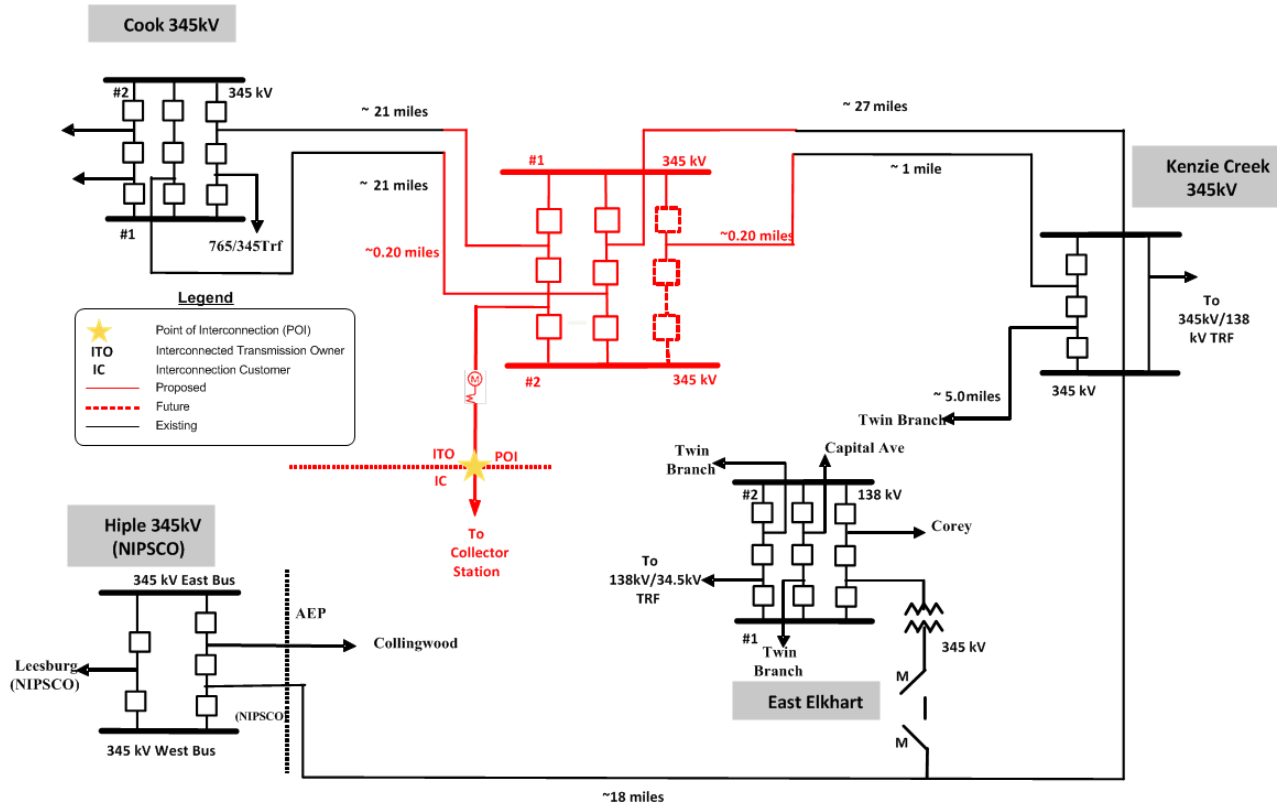 Cook 345kV
#2
345 kV
#1
765/345Trf
~ 21 miles
~ 21 miles
~0.20 miles
#1
345 kV
~0.20 miles
#2
345 kV
~ 27 miles
~ 1 mile
Kenzie Creek
345kV
To
345kV/138
kV TRF
345 kV
~ 5.0miles
Twin Branch
Legend
Point of Interconnection (POI)
ITO
Interconnected Transmission Owner
IC
Interconnection Customer
Proposed
Future
Existing
M
ITO
POI
IC
To
Collector
Station
Twin
Branch
Capital Ave
#2
138 kV
Corey
To
138kV/34.5kV
TRF
#1
Twin
Branch
345 kV
M
M
East Elkhart
Hiple 345kV
(NIPSCO)
345 kV East Bus
AEP
Collingwood
Leesburg
(NIPSCO)
(NIPSCO)
345 kV West Bus
~18 miles